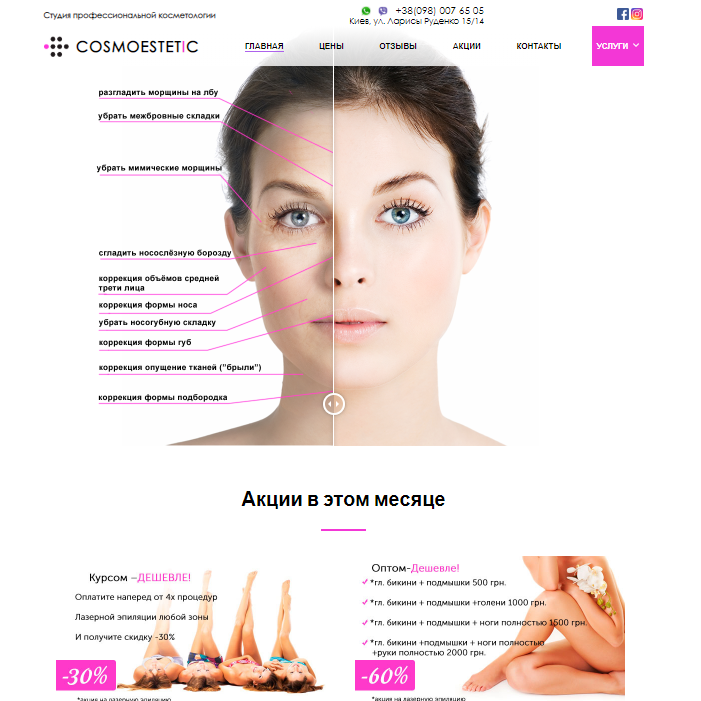 Студия профессиональной косметологии
+38(098) 007 65 05
Киев, ул. Ларисы Руденко 15/14
COSMOESTETIC
ГЛАВНАЯ
ЦЕНЫ
ОТЗЫВЫ
АКЦИИ
КОНТАКТЫ
УСЛУГИ
разгладить морщины на лбу
убрать межбровные складки
убрать мимические морщины
сгладить носослёзную борозду
коррекция объёмов средней
трети лица
коррекция формы носа
убрать носогубную складку
коррекция формы губ
коррекция опущение тканей ("брыли")
коррекция формы подбородка
Акции в этом месяце
Курсом –ДЕШЕВЛЕ!
Оплатите наперед от 4х процедур
Лазерной эпиляции любой зоны
И получите скидку -30%
-30%
*акция на лазерную эпиляцию
Оптом-Дешевле!
*гл. бикини + подмышки 500 грн.
*гл. бикини + подмышки +голени 1000 грн.
*гл. бикини + подмышки + ноги полностью 1500 грн.
*гл. бикини +подмышки + ноги полностью
+руки полностью 2000 грн.
-60%
*акция на лазерную эпиляцию